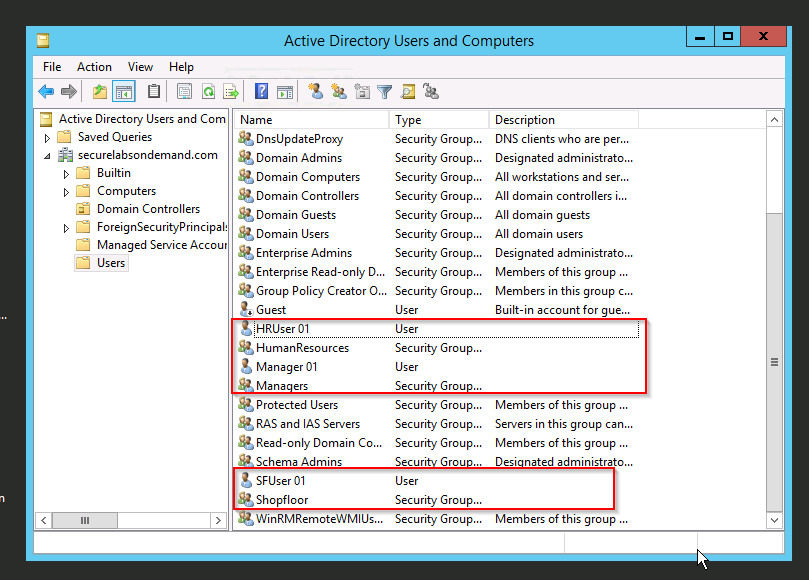 Active Directory Users and Computers
File Action View Help
Active Directory Users and Com
Saved Queries
securelabsondemand.com
Builtin
Computers
Domain Controllers
ForeignSecurityPrincipals
Managed Service Accour
Users
Name Type Description
DnsUpdateProxy Security Group... DNS clients who are per...
Domain Admins Security Group... Designated administrato...
Domain Computers Security Group... All workstations and ser...
Domain Controllers Security Group... All domain controllers i...
Domain Guests Security Group... All domain guests
Domain Users Security Group... All domain users
Enterprise Admins Security Group... Designated administrato...
Enterprise Read-only D... Security Group... Members of this group ...
Group Policy Creator O... Security Group... Members in this group c...
Guest User Built-in account for gue...
HRUser 01 User
HumanResources Security Group...
Manager 01 User
Managers Security Group...
Protected Users Security Group... Members of this group ...
RAS and IAS Servers Security Group... Servers in this group can...
Read-only Domain Co... Security Group... Members of this group ...
Schema Admins Security Group... Designated administrato...
SFUser 01 User
Shopfloor Security Group...
WinRMRemoteWMIUs... Security Group... Members of this group ...